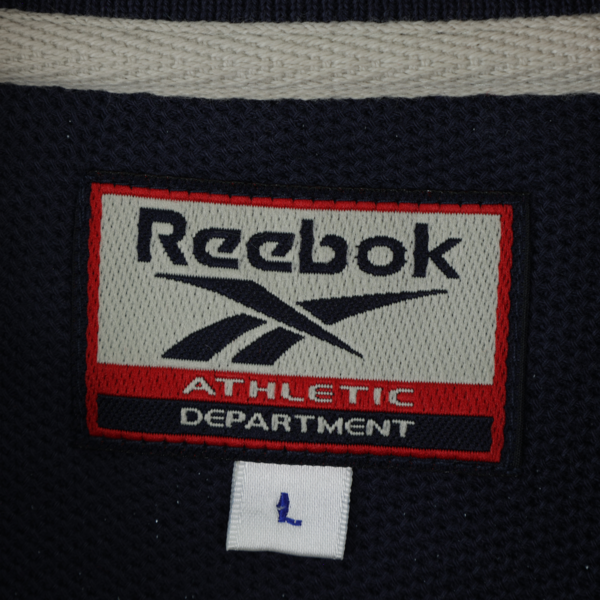 Reebok
ATHLETIC
DEPARTMENT
L